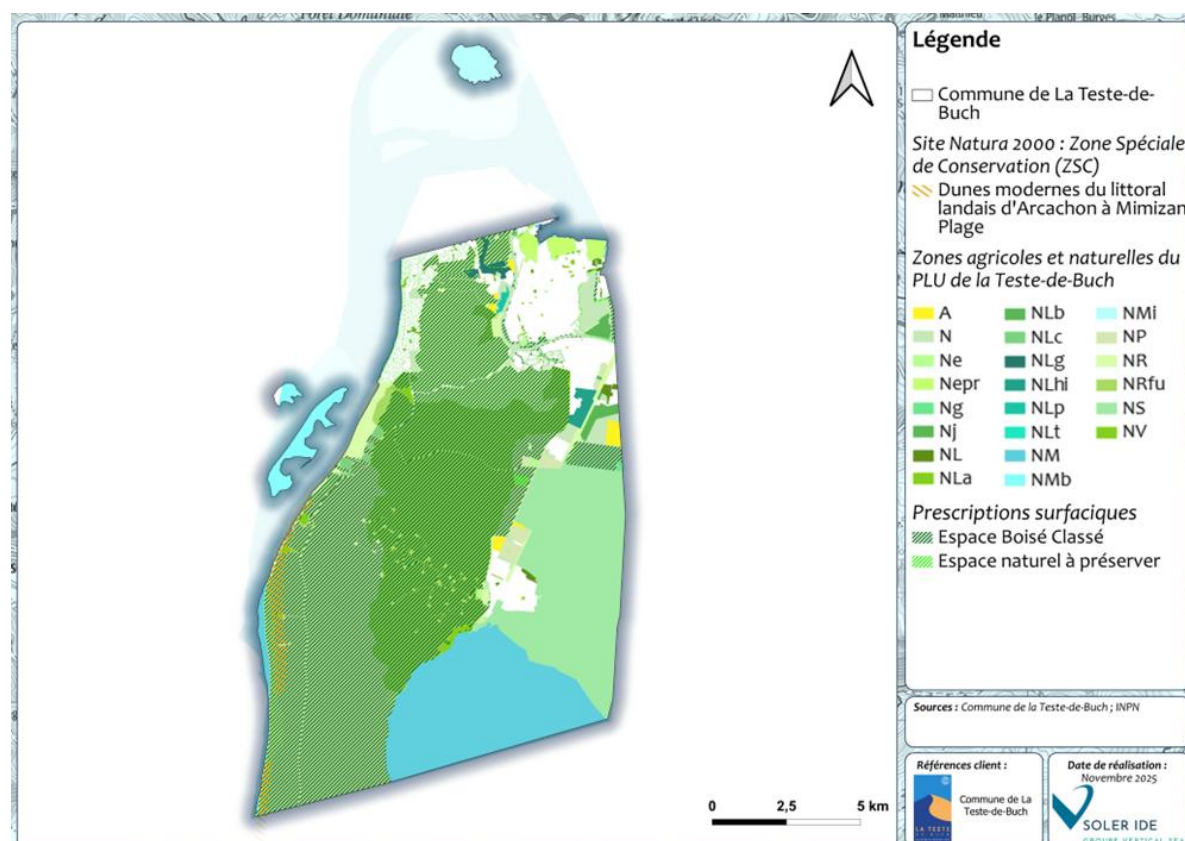 Forêt Domaniale
le Planol Burges
Légende
Commune de La Teste-de-
Buch
Site Natura 2000 : Zone Spéciale
de Conservation (ZSC)
Dunes modernes du littoral
landais d'Arcachon à Mimizan
Plage
Zones agricoles et naturelles du
PLU de la Teste-de-Buch
A NLb NMi
N NLc NP
Ne NLg NR
Nepr NLhi NRfu
Ng NLp NS
Nj NLt NV
NL NM
NLa NMb
Prescriptions surfaciques
Espace Boisé Classé
Espace naturel à préserver
0 2,5 5 km
Sources : Commune de la Teste-de-Buch ; INPN
Références client :
Commune de La
Teste-de-Buch
LA TESTE
Date de réalisation :
Novembre 2025
SOLER IDE